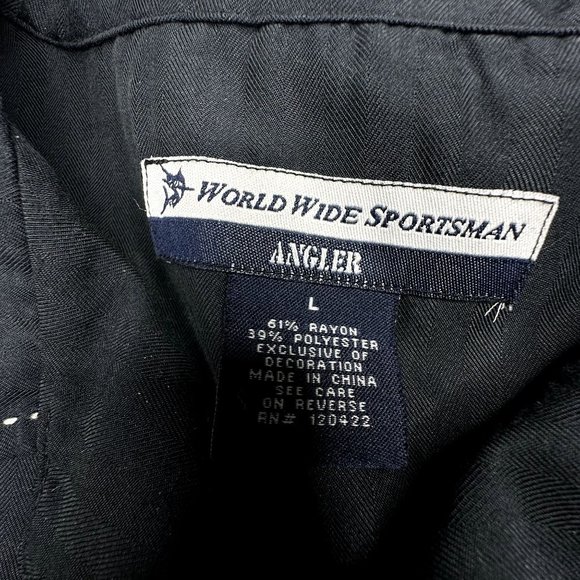 WORLD WIDE SPORTSMAN
ANGLER
L
61% RAYON
39% POLYESTER
EXCLUSIVE OF
DECORATION
MADE IN CHINA
SEE CARE
ON REVERSE
RN# 120422